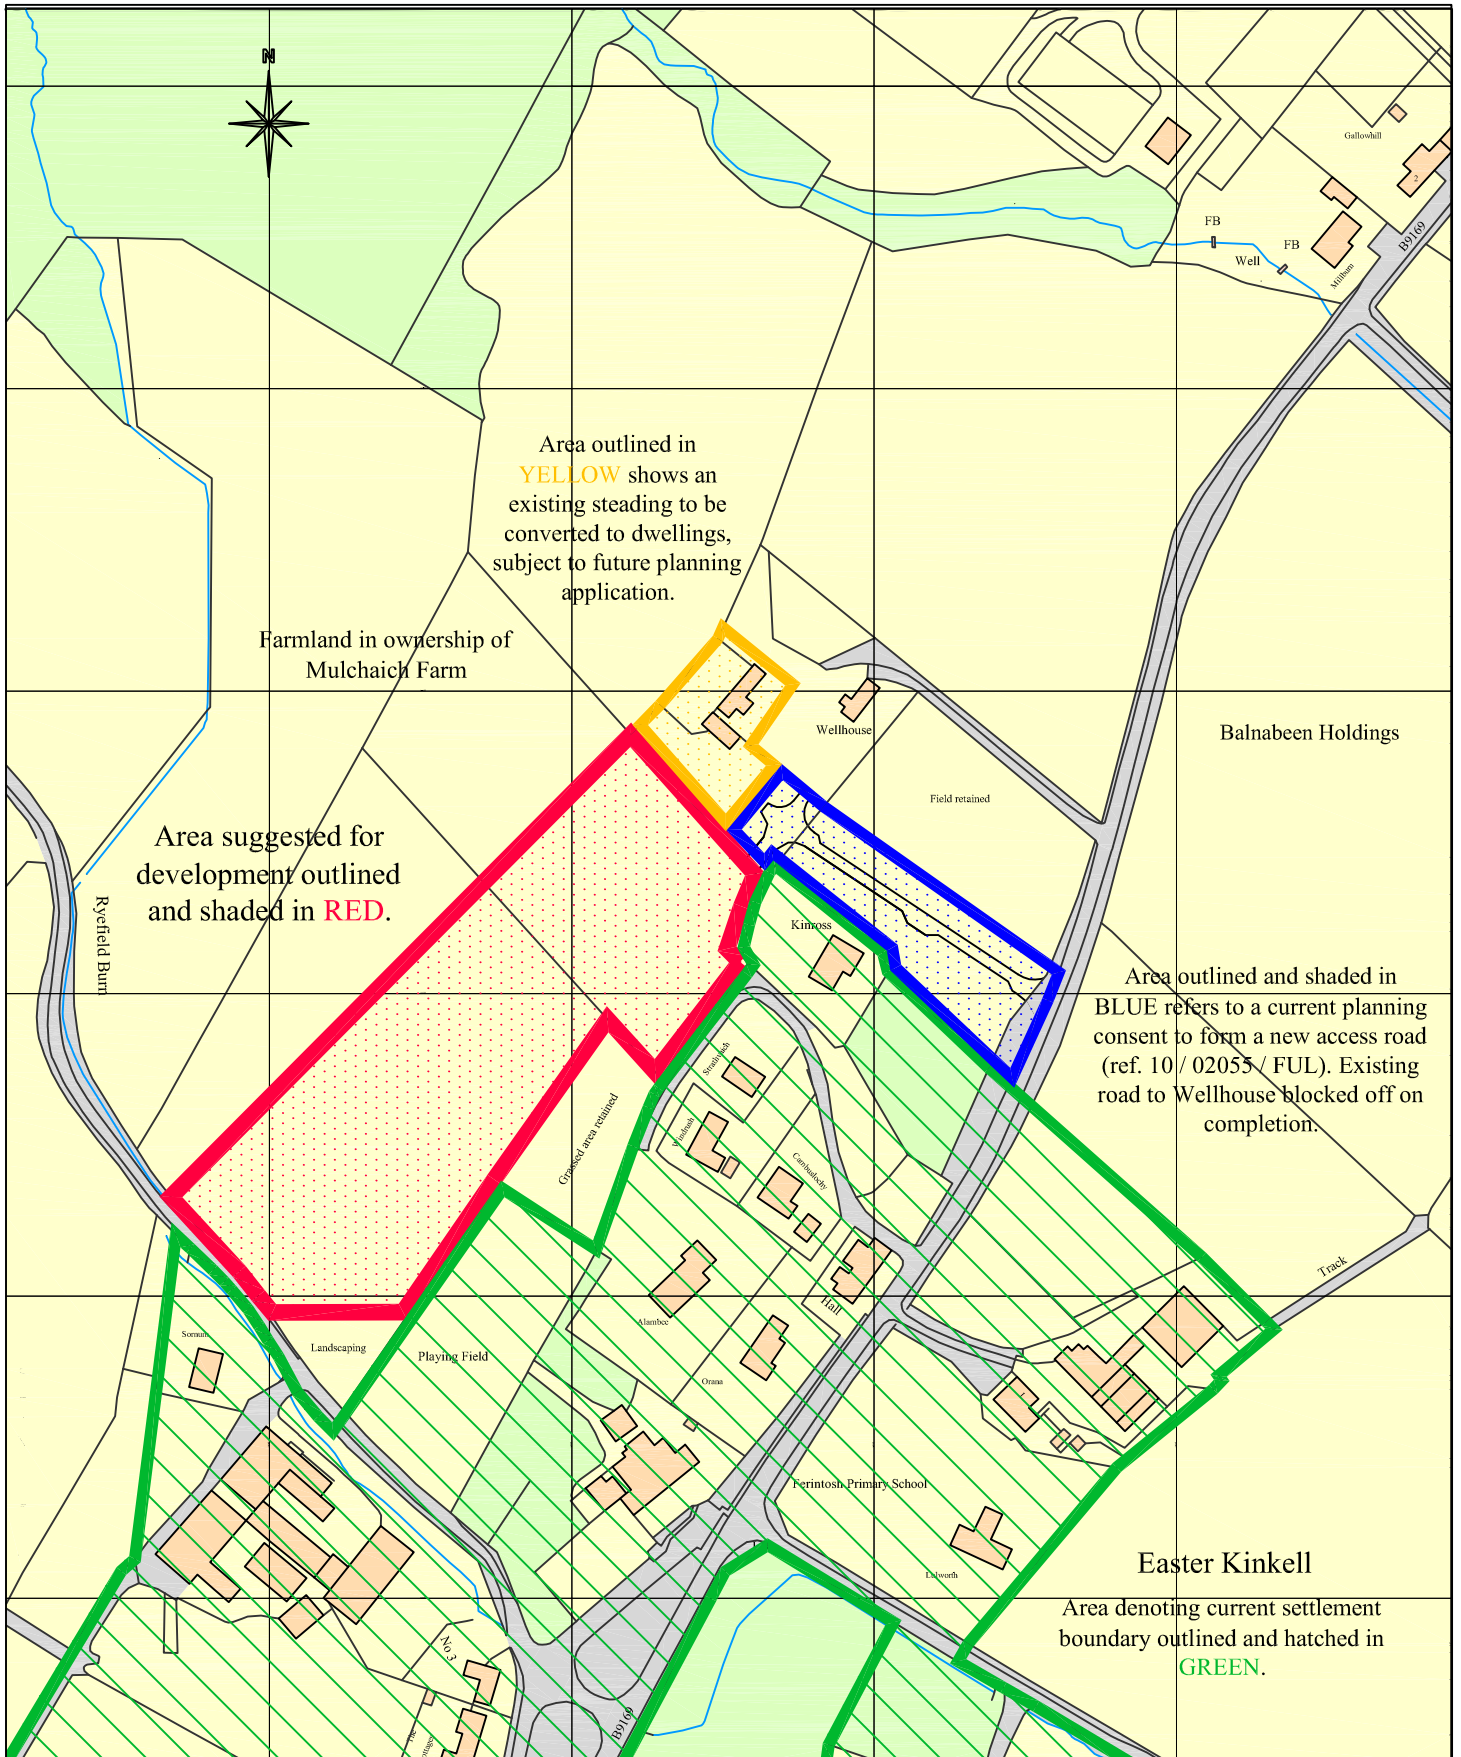 N
Gallowhill
2
B9169
FB
FB
Well
Millburn
Area outlined in
YELLOW shows an
existing steading to be
converted to dwellings,
subject to future planning
application.
Farmland in ownership of
Mulchaich Farm
Wellhouse
Balnabeen Holdings
Field retained
Area suggested for
development outlined
and shaded in RED.
Ryefield Burn
Kinross
Area outlined and shaded in
BLUE refers to a current planning
consent to form a new access road
(ref. 10 / 02055 / FUL). Existing
road to Wellhouse blocked off on
completion.
Windrush
Cambuslochy
Grassed area retained
Track
Hall
Alambee
Landscaping
Playing Field
Orana
Ferintosh Primary School
Lulworth
Easter Kinkell
Area denoting current settlement
boundary outlined and hatched in
GREEN.
No 3
The
B9169